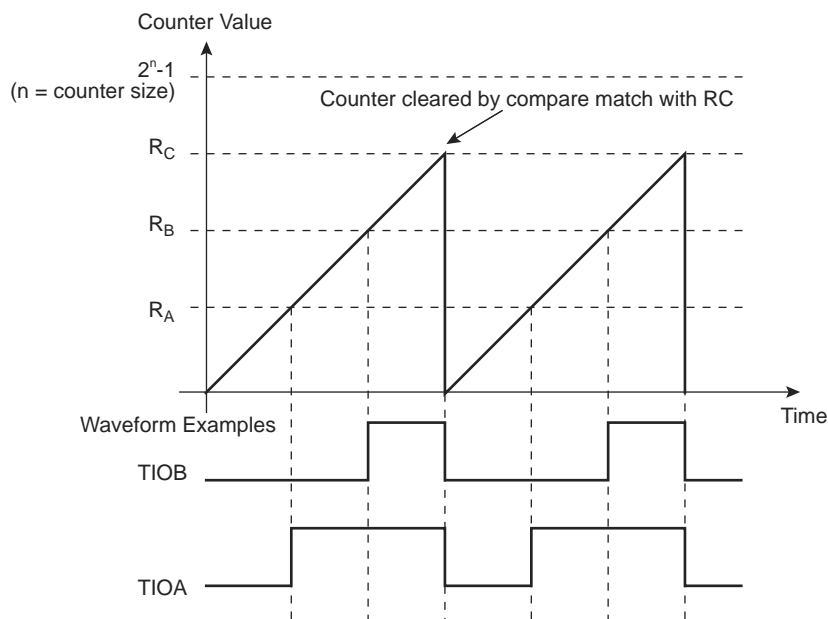 Counter Value
2ⁿ-1
(n = counter size)
Counter cleared by compare match with RC
R_C
R_B
R_A
Time
Waveform Examples
TIOB
TIOA